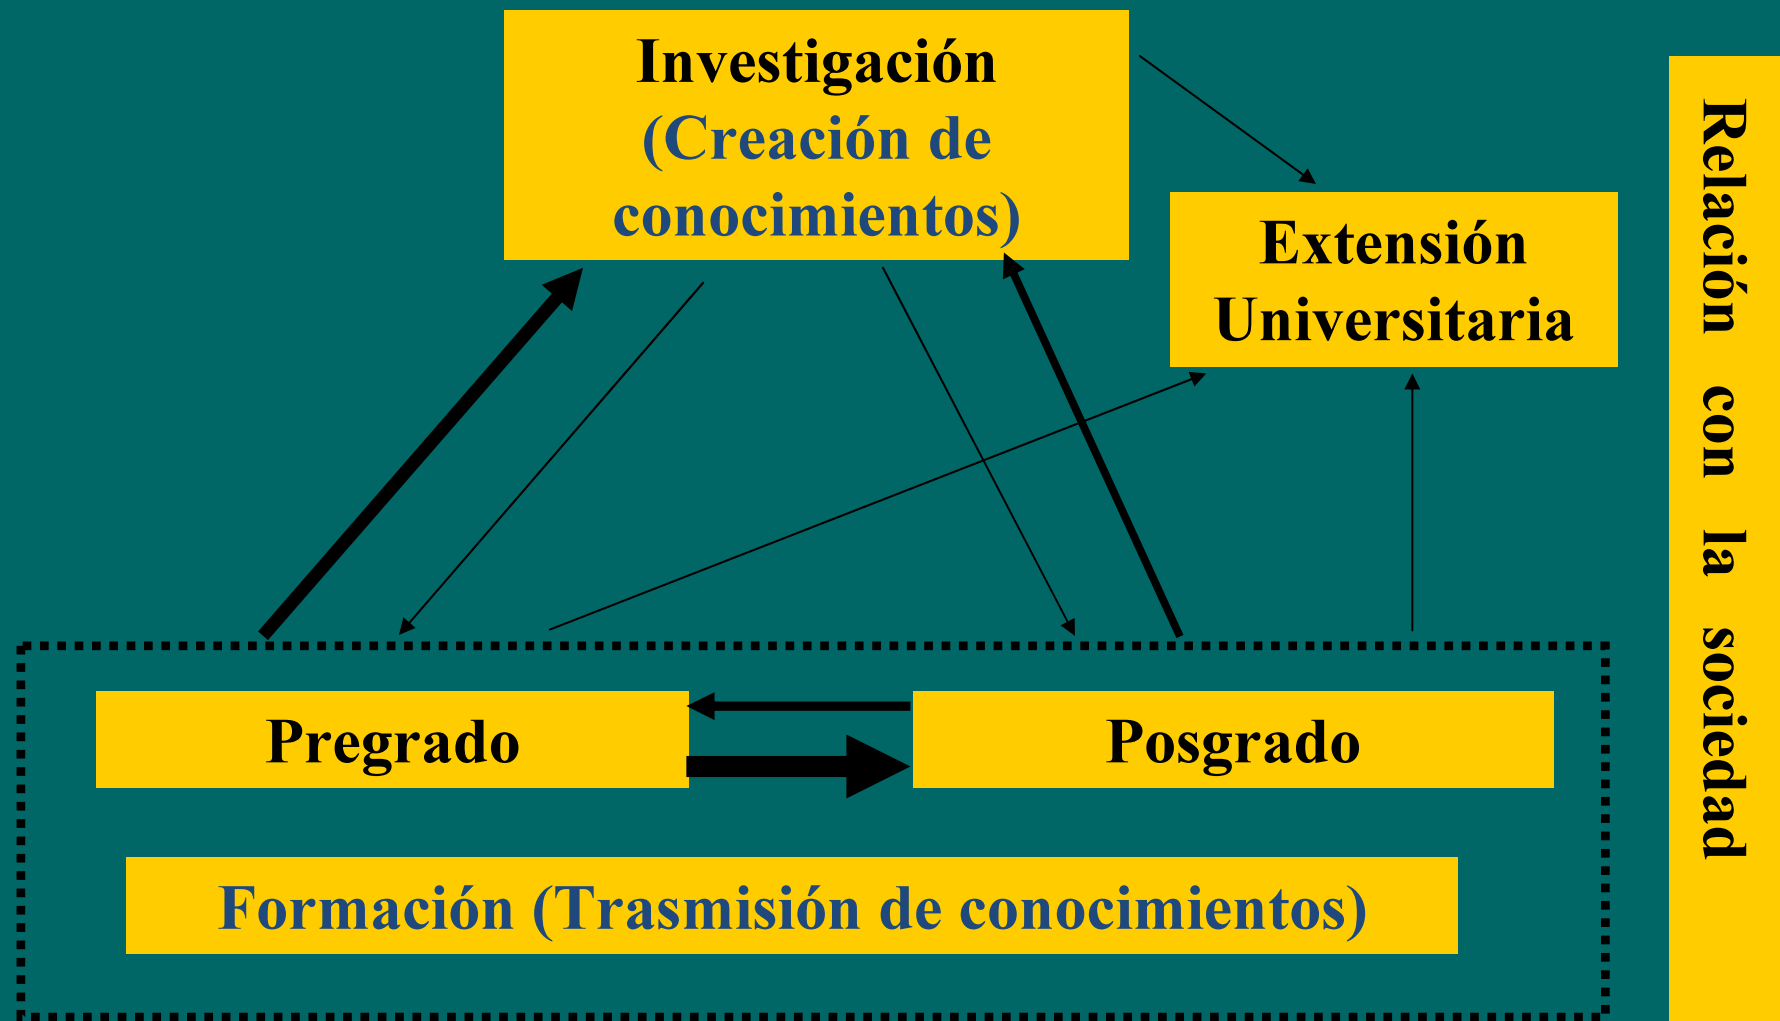 Investigación
(Creación de
conocimientos)
Extensión
Universitaria
Relación con la sociedad
Pregrado
Posgrado
Formación (Trasmisión de conocimientos)